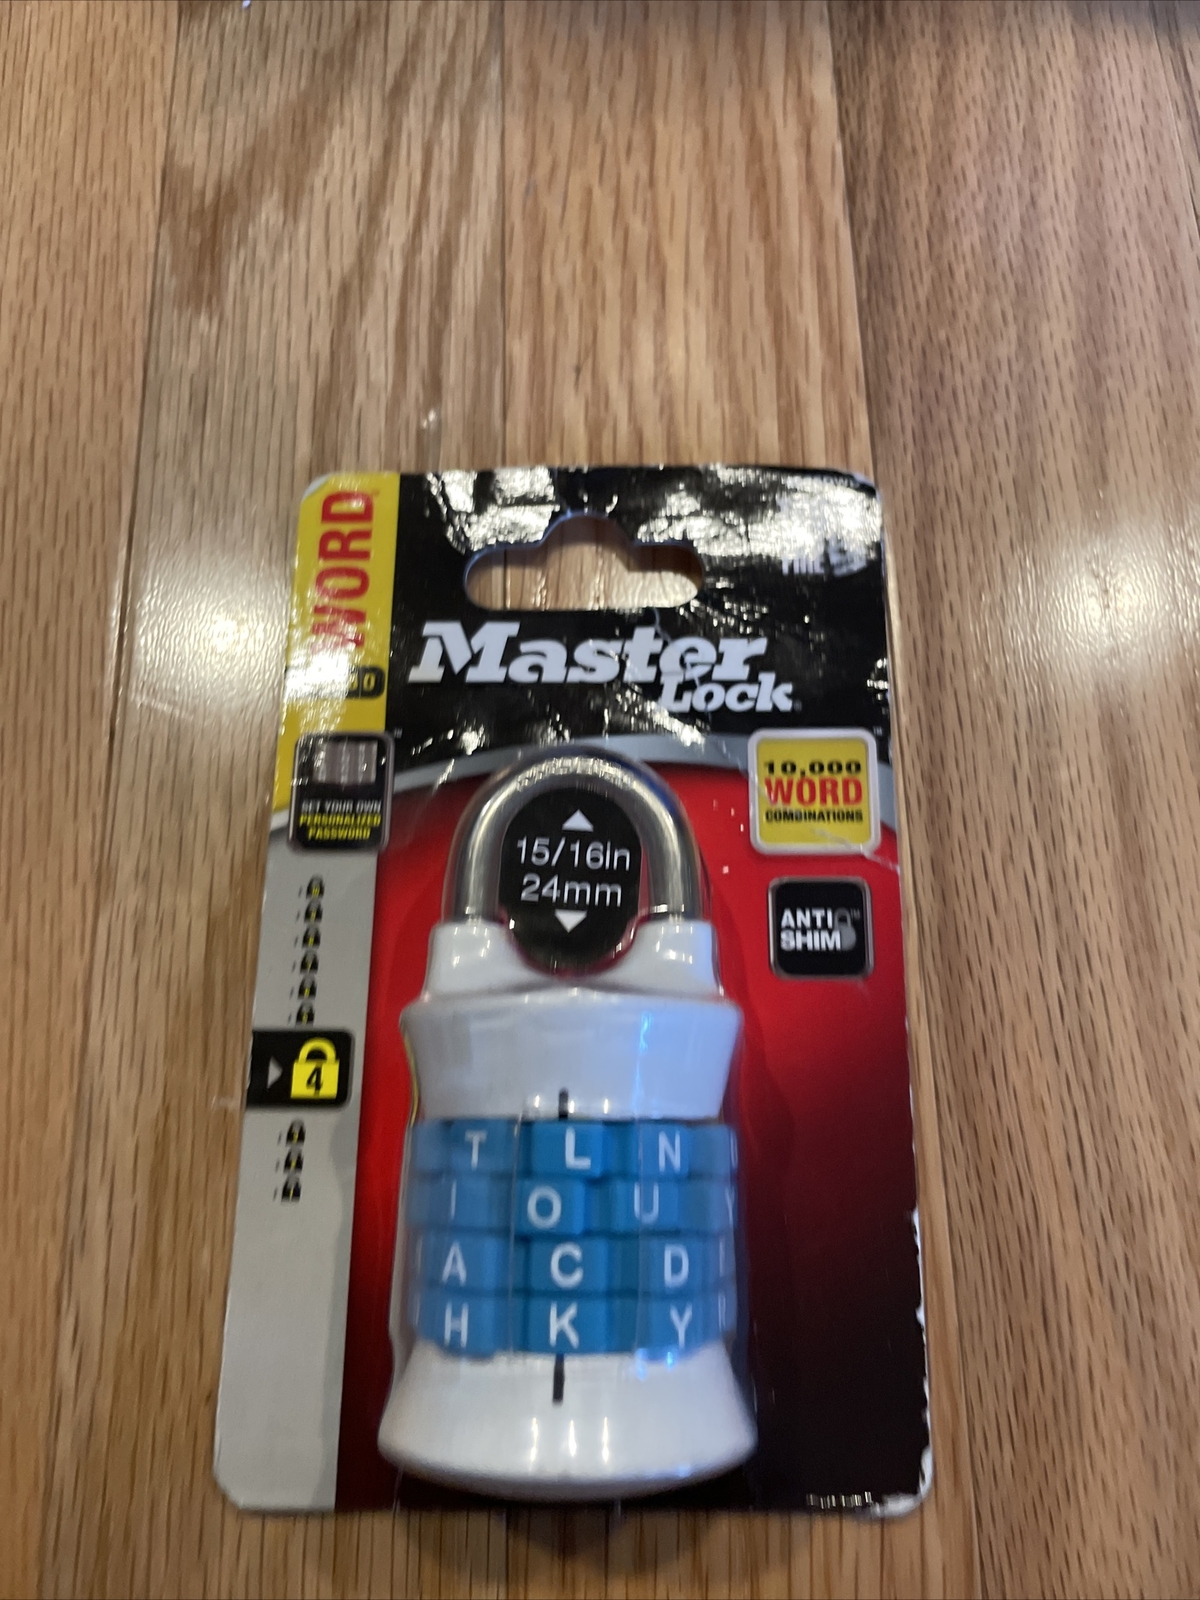 WORD
Master
Lock
SET YOUR OWN
PERSONALIZED
PASSWORD
10,000
WORD
COMBINATIONS
15/16in
24mm
ANTI
SHIM
4
T L N
I O U Y
A C D
H K Y